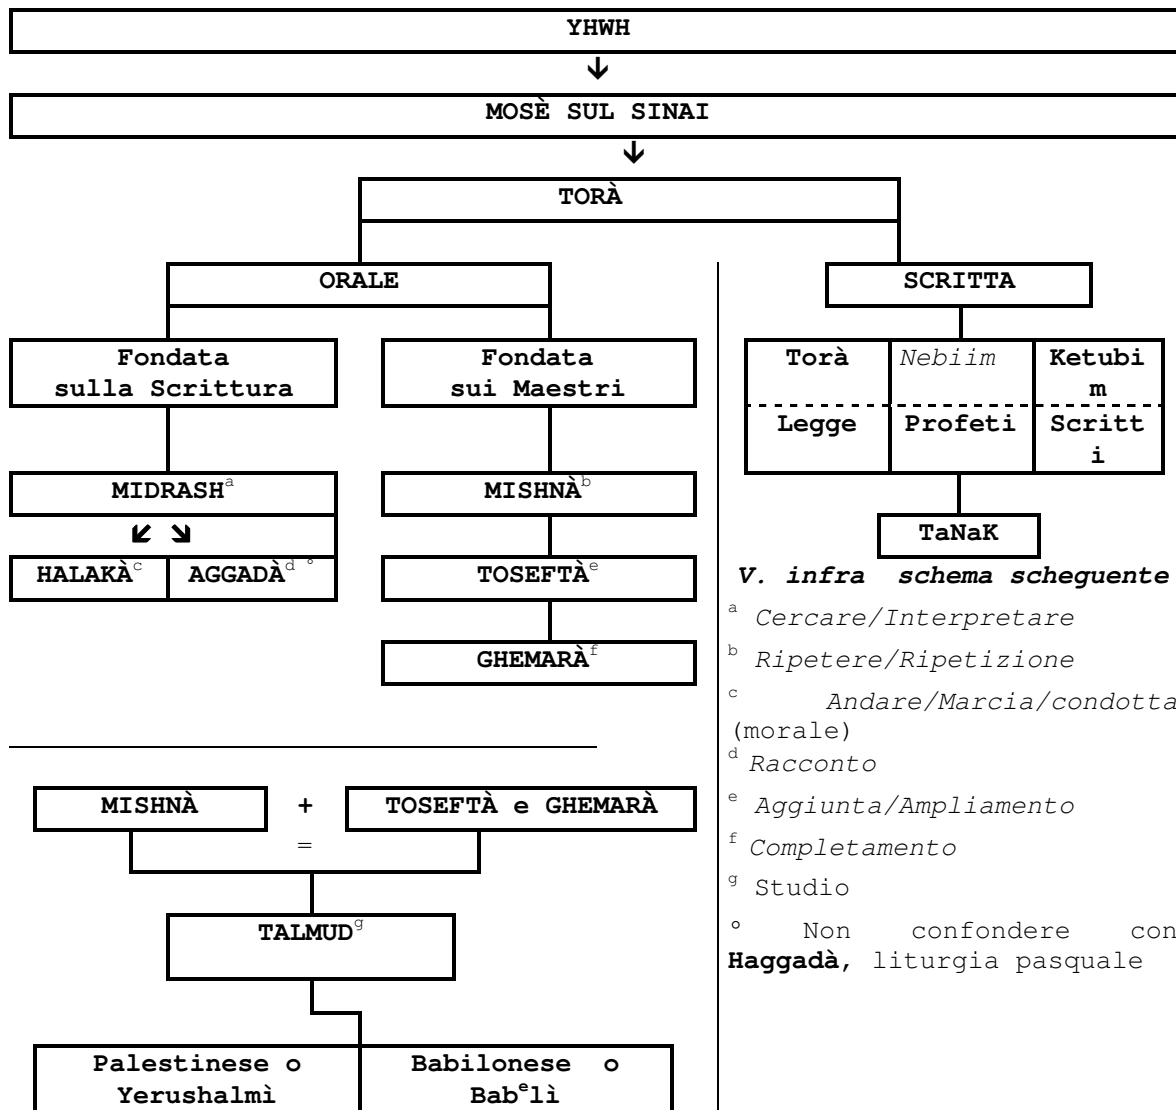 YHWH
MOSÈ SUL SINAI
TORÀ
ORALE
Fondata
sulla Scrittura
Fondata
sui Maestri
MIDRASHᵃ
HALAKÀᶜ
AGGADÀᵈ °
MISHNÀᵇ
TOSEFTÀᵉ
GHEMARÀᶠ
MISHNÀ
+
TOSEFTÀ e GHEMARÀ
=
TALMUDᵍ
Palestinese o
Yerushalmì
Babilonese o
Babᵉlì
SCRITTA
Torà
Nebiim
Ketubi
m
Legge
Profeti
Scritt
i
TaNaK
V. infra schema scheguente
ᵃ Cercare/Interpretare
ᵇ Ripetere/Ripetizione
ᶜ Andare/Marcia/condotta
(morale)
ᵈ Racconto
ᵉ Aggiunta/Ampliamento
ᶠ Completamento
ᵍ Studio
° Non confondere con
Haggadà, liturgia pasquale